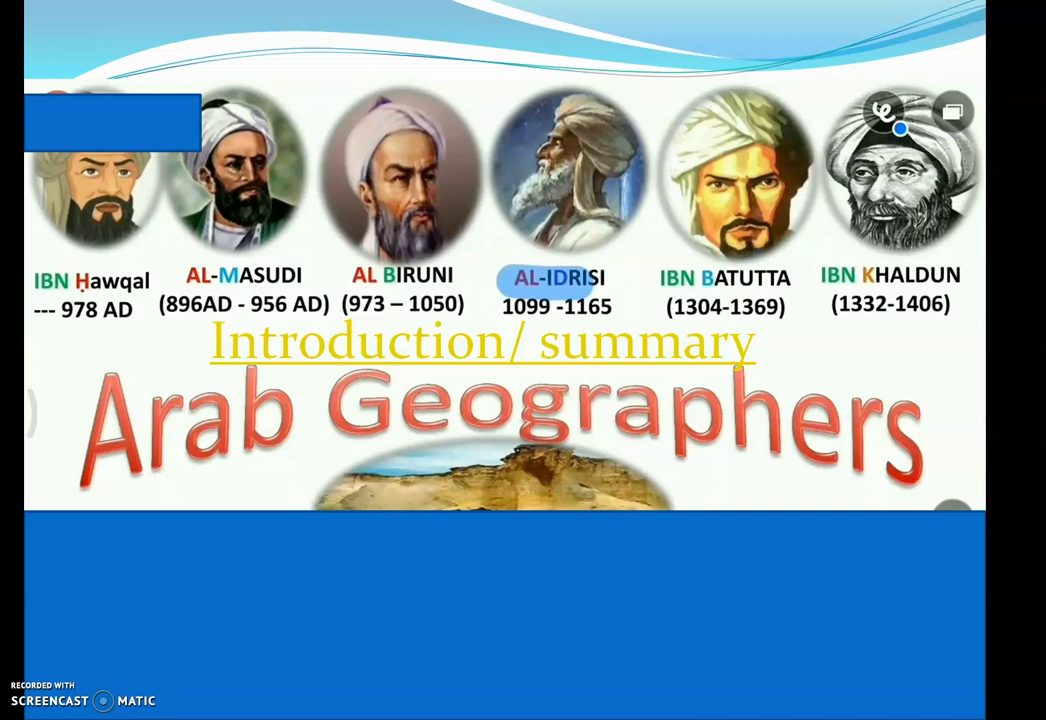 IBN Ḥawqal
--- 978 AD
AL-MASUDI
(896AD - 956 AD)
AL BIRUNI
(973 – 1050)
AL-IDRISI
1099 -1165
IBN BATUTTA
(1304-1369)
IBN KHALDUN
(1332-1406)
Introduction/ summary
Arab Geographers
RECORDED WITH
SCREENCAST MATIC